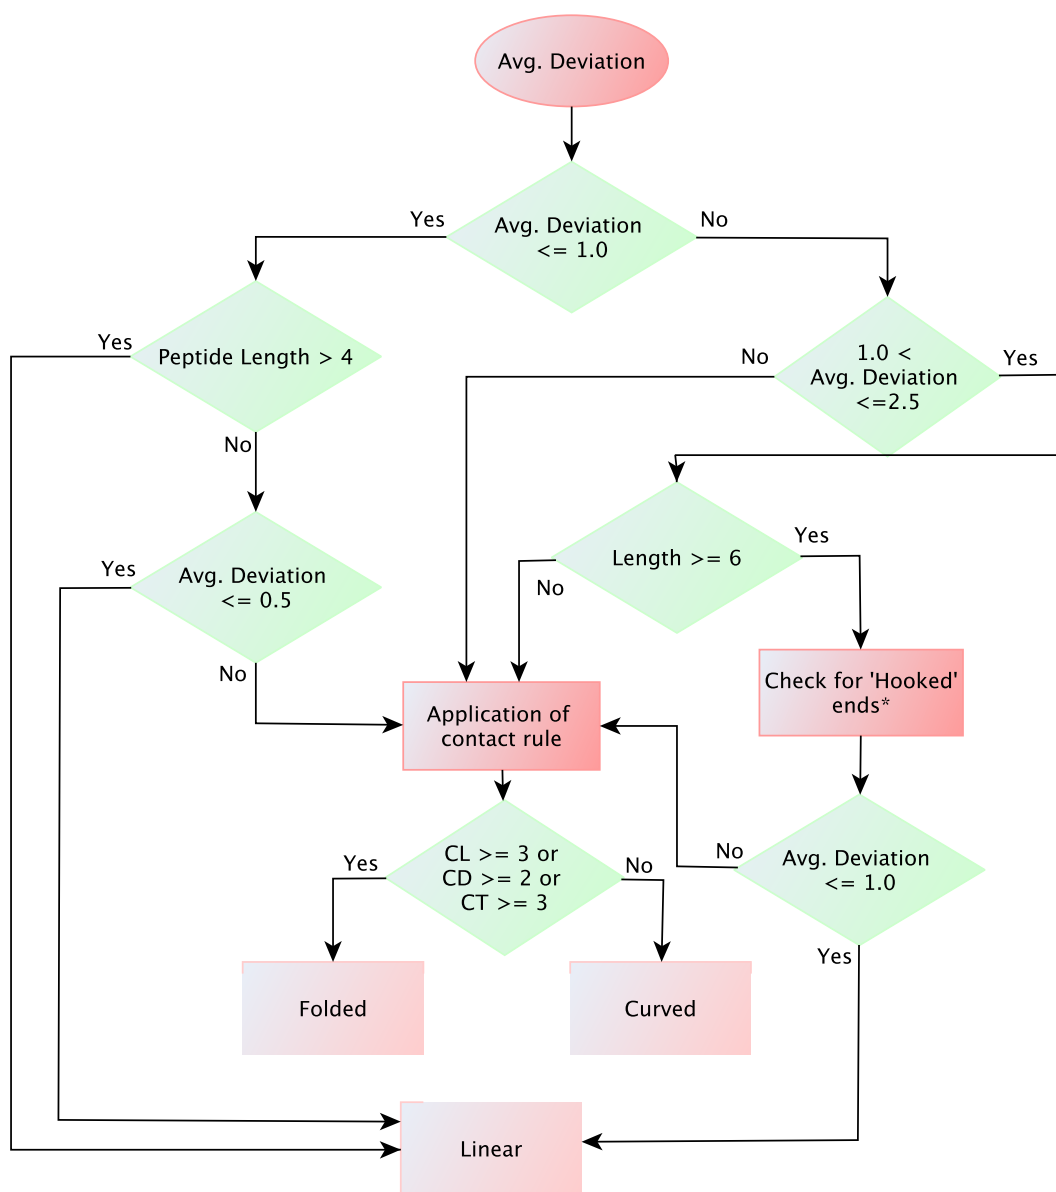 Avg. Deviation
Avg. Deviation
<= 1.0
Yes
No
Peptide Length > 4
Yes
No
1.0 <
Avg. Deviation
<=2.5
No
Yes
Avg. Deviation
<= 0.5
Yes
No
Length >= 6
No
Yes
Check for 'Hooked'
ends*
Application of
contact rule
Avg. Deviation
<= 1.0
No
Yes
CL >= 3 or
CD >= 2 or
CT >= 3
Yes
No
Folded
Curved
Linear